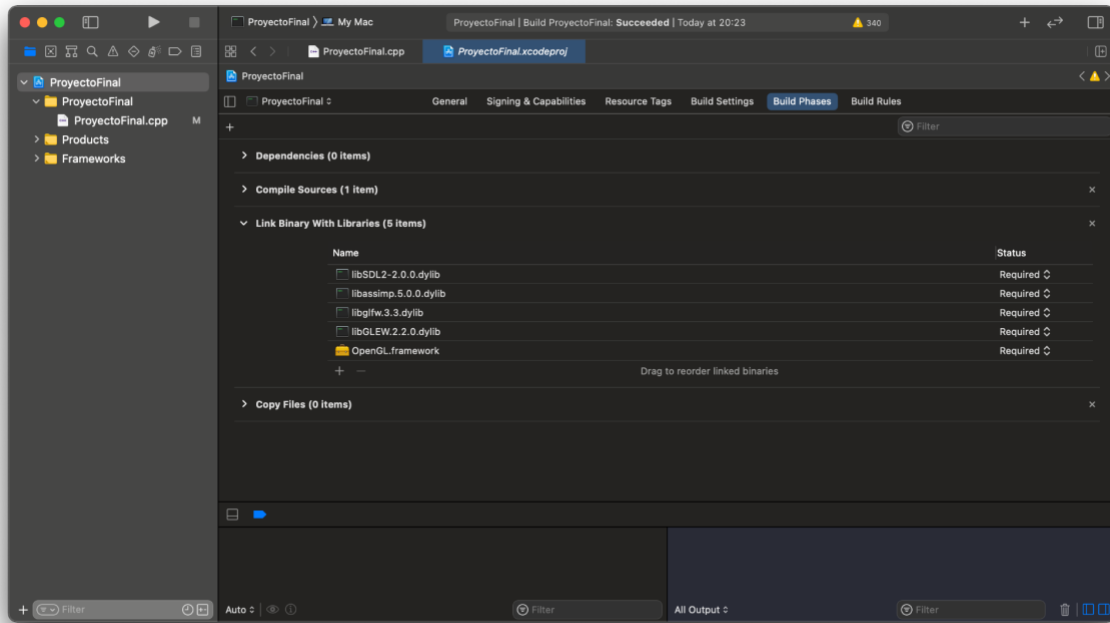 ProyectoFinal 〉 My Mac
ProyectoFinal | Build ProyectoFinal: Succeeded | Today at 20:23
340
ProyectoFinal.cpp
ProyectoFinal.xcodeproj
ProyectoFinal
ProyectoFinal
ProyectoFinal.cpp M
Products
Frameworks
ProyectoFinal
ProyectoFinal
General Signing & Capabilities Resource Tags Build Settings Build Phases Build Rules
Filter
Dependencies (0 items)
Compile Sources (1 item)
Link Binary With Libraries (5 items)
Name Status
libSDL2-2.0.0.dylib Required
libassimp.5.0.0.dylib Required
libglfw.3.3.dylib Required
libGLEW.2.2.0.dylib Required
OpenGL.framework Required
Drag to reorder linked binaries
Copy Files (0 items)
Filter
Auto
Filter
All Output
Filter